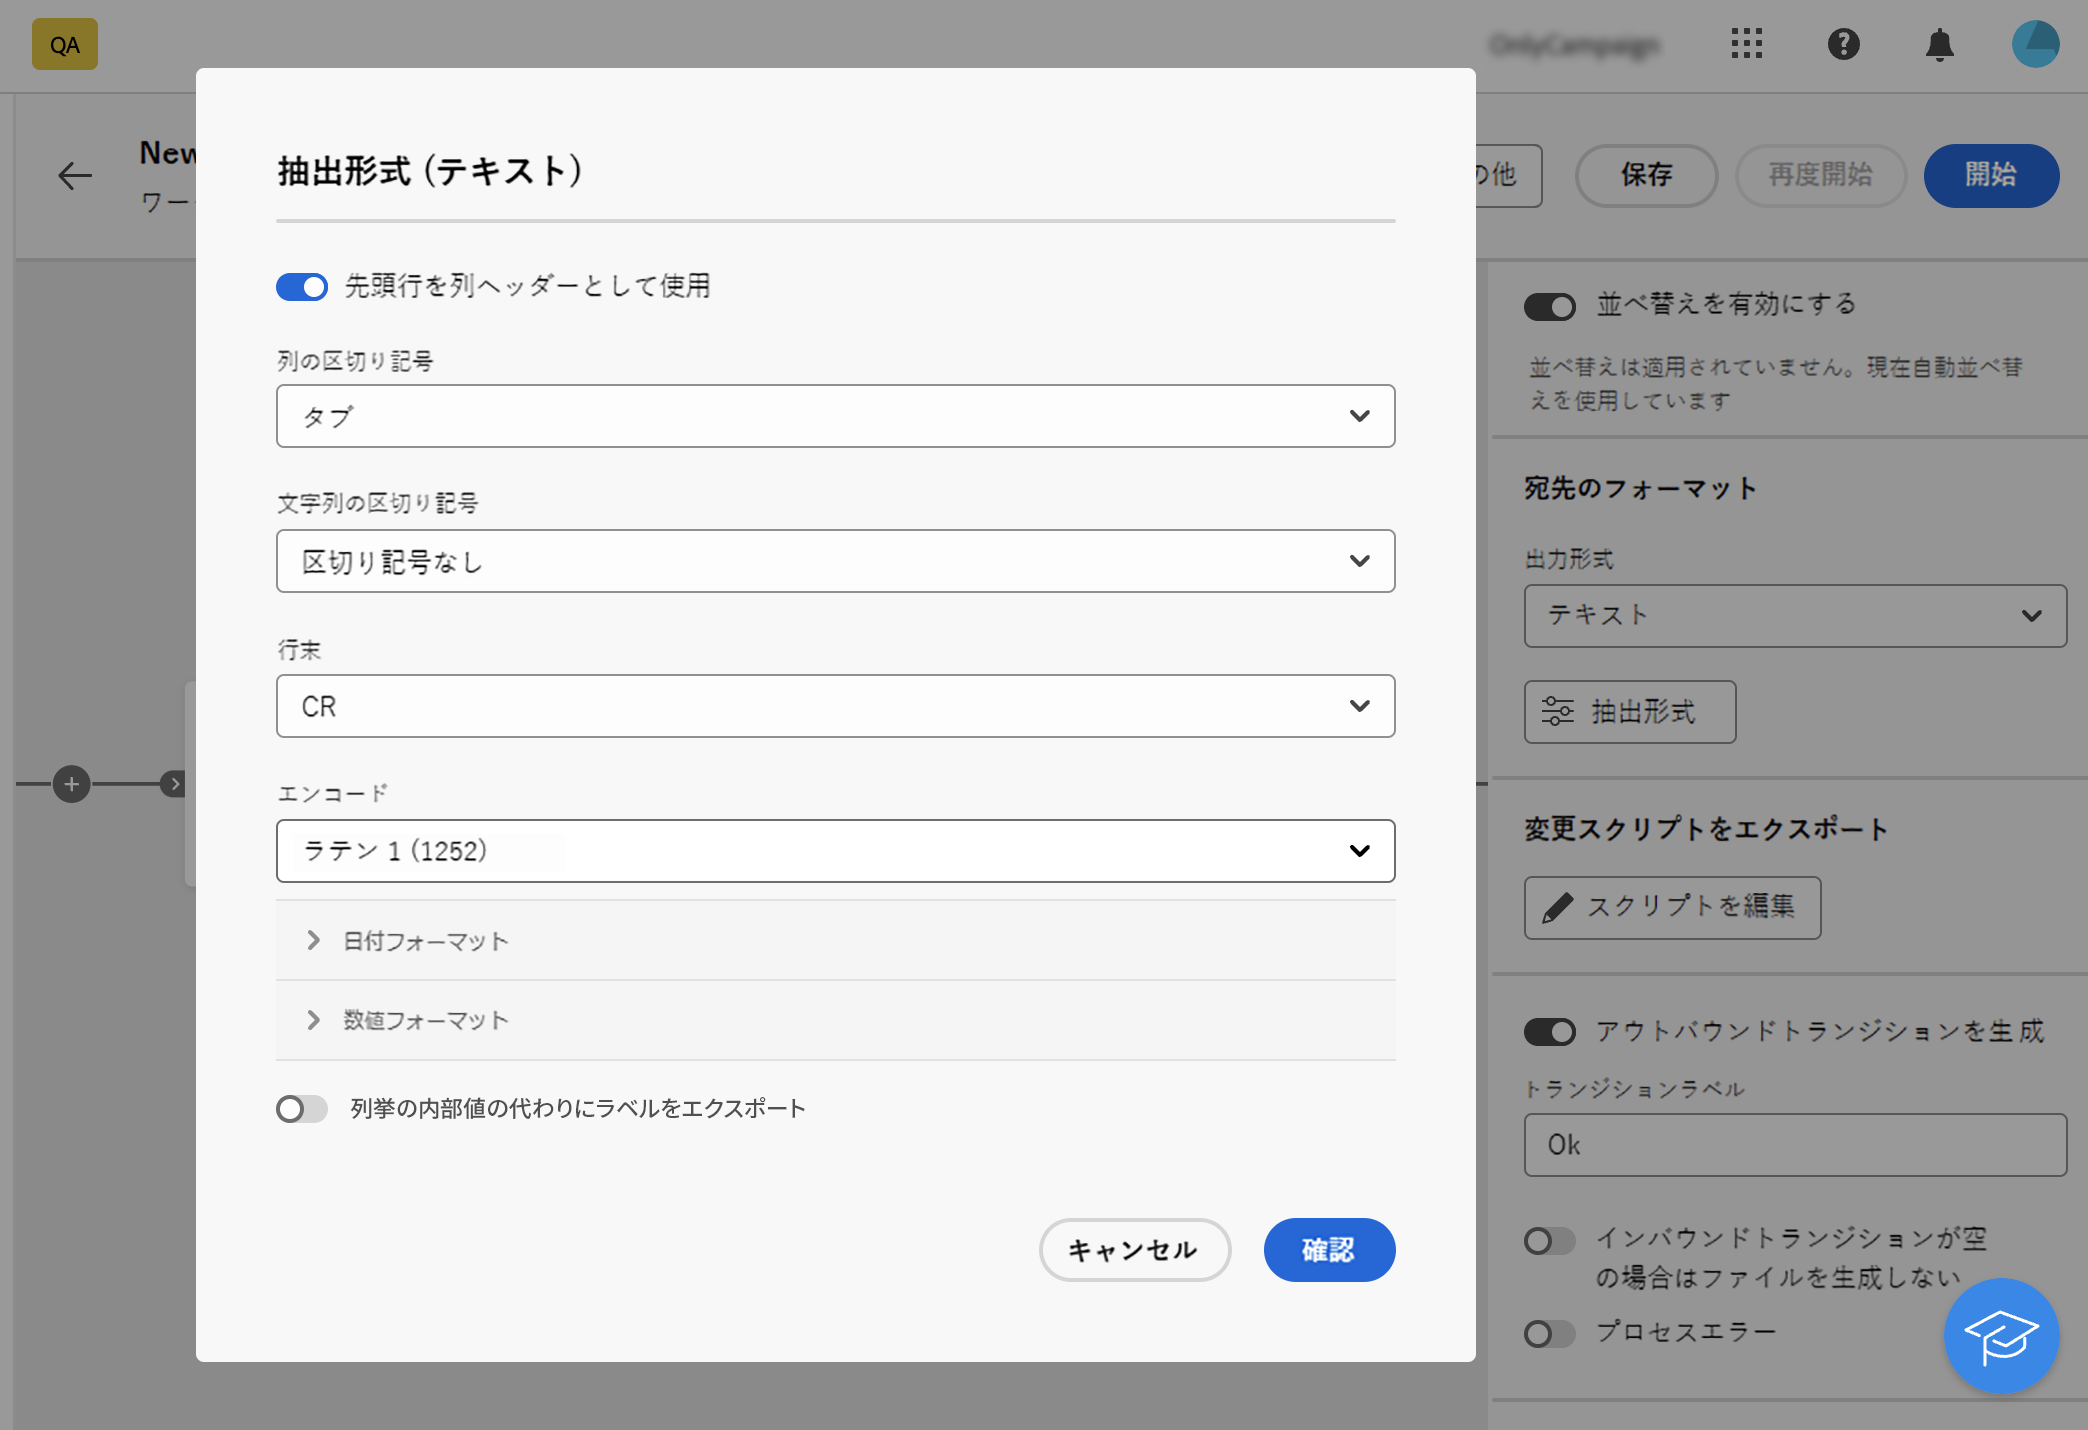 QA
New
ワー
の他
保存
再度開始
開始
抽出形式 (テキスト)
先頭行を列ヘッダーとして使用
列の区切り記号
タブ
文字列の区切り記号
区切り記号なし
行末
CR
エンコード
ラテン 1 (1252)
日付フォーマット
数値フォーマット
列挙の内部値の代わりにラベルをエクスポート
キャンセル
確認
並べ替えを有効にする
並べ替えは適用されていません。現在自動並べ替
えを使用しています
宛先のフォーマット
出力形式
テキスト
抽出形式
変更スクリプトをエクスポート
スクリプトを編集
アウトバウンドトランジションを生成
トランジションラベル
Ok
インバウンドトランジションが空
の場合はファイルを生成しない
プロセスエラー